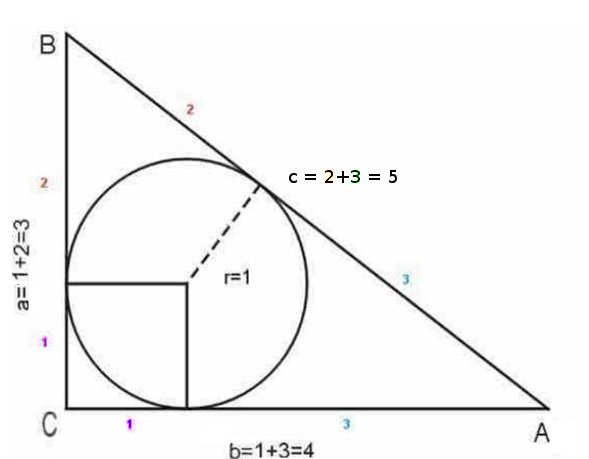 B
2
c = 2+3 = 5
2
a= 1+2=3
r=1
3
1
C
1
3
A
b=1+3=4